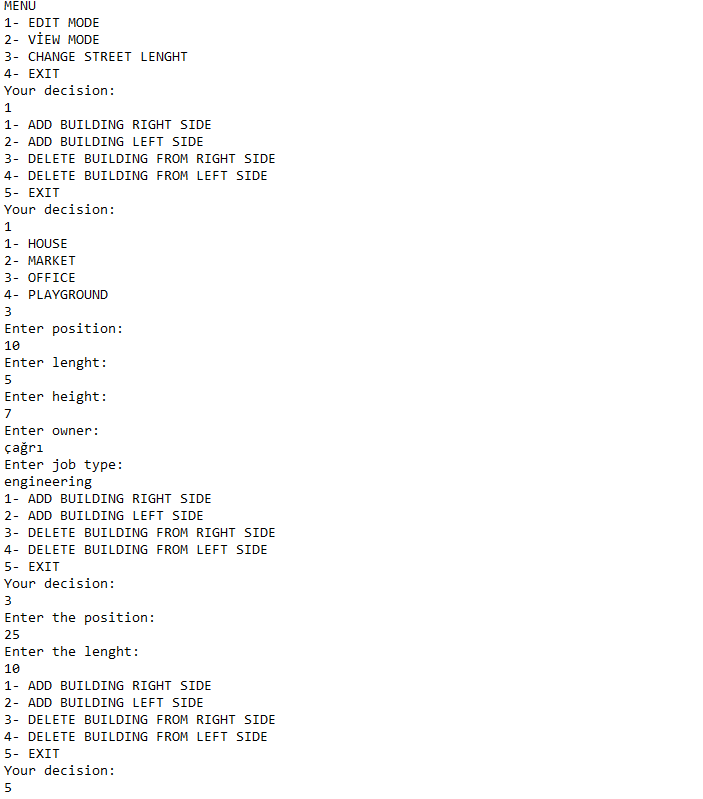 MENU
1- EDIT MODE
2- VİEW MODE
3- CHANGE STREET LENGHT
4- EXIT
Your decision:
1
1- ADD BUILDING RIGHT SIDE
2- ADD BUILDING LEFT SIDE
3- DELETE BUILDING FROM RIGHT SIDE
4- DELETE BUILDING FROM LEFT SIDE
5- EXIT
Your decision:
1
1- HOUSE
2- MARKET
3- OFFICE
4- PLAYGROUND
3
Enter position:
10
Enter lenght:
5
Enter height:
7
Enter owner:
çağrı
Enter job type:
engineering
1- ADD BUILDING RIGHT SIDE
2- ADD BUILDING LEFT SIDE
3- DELETE BUILDING FROM RIGHT SIDE
4- DELETE BUILDING FROM LEFT SIDE
5- EXIT
Your decision:
3
Enter the position:
25
Enter the lenght:
10
1- ADD BUILDING RIGHT SIDE
2- ADD BUILDING LEFT SIDE
3- DELETE BUILDING FROM RIGHT SIDE
4- DELETE BUILDING FROM LEFT SIDE
5- EXIT
Your decision:
5